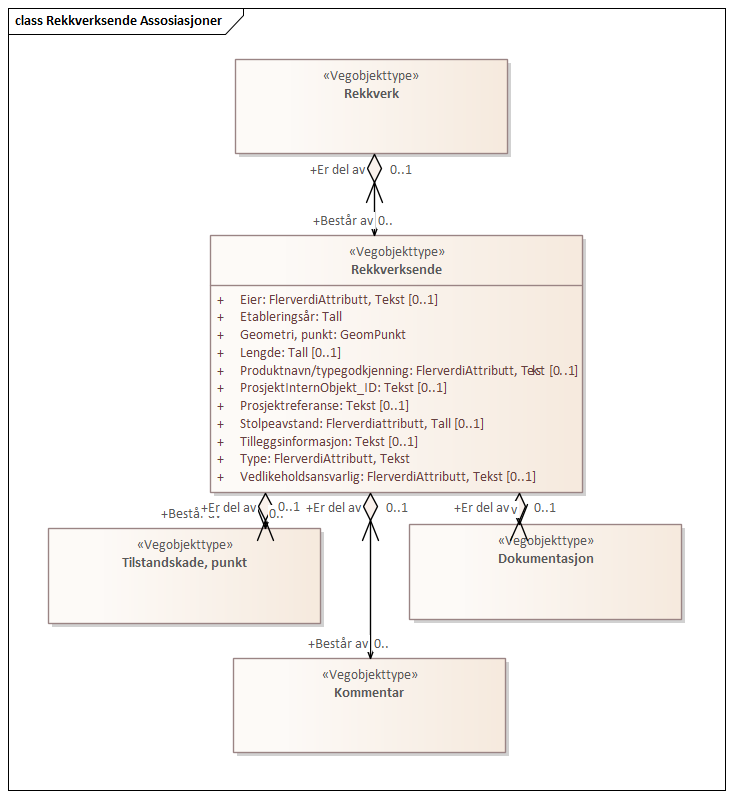 class Rekkverksende Assosiasjoner
«Vegobjekttype»
Rekkverk
+Er del av 0..1
+Består av 0..
«Vegobjekttype»
Rekkverksende
+ Eier: FlerverdiAttributt, Tekst [0..1]
+ Etableringsår: Tall
+ Geometri, punkt: GeomPunkt
+ Lengde: Tall [0..1]
+ Produktnavn/typegodkjenning: FlerverdiAttributt, Tekst [0..1]
+ ProsjektInternObjekt_ID: Tekst [0..1]
+ Prosjektreferanse: Tekst [0..1]
+ Stolpeavstand: Flerverdiattributt, Tall [0..1]
+ Tilleggsinformasjon: Tekst [0..1]
+ Type: FlerverdiAttributt, Tekst
+ Vedlikeholdsansvarlig: FlerverdiAttributt, Tekst [0..1]
+Er del av 0..1 +Er del av 0..1 +Er del av 0..1
0..
«Vegobjekttype»
Tilstandskade, punkt
«Vegobjekttype»
Dokumentasjon
+Består av 0..
«Vegobjekttype»
Kommentar